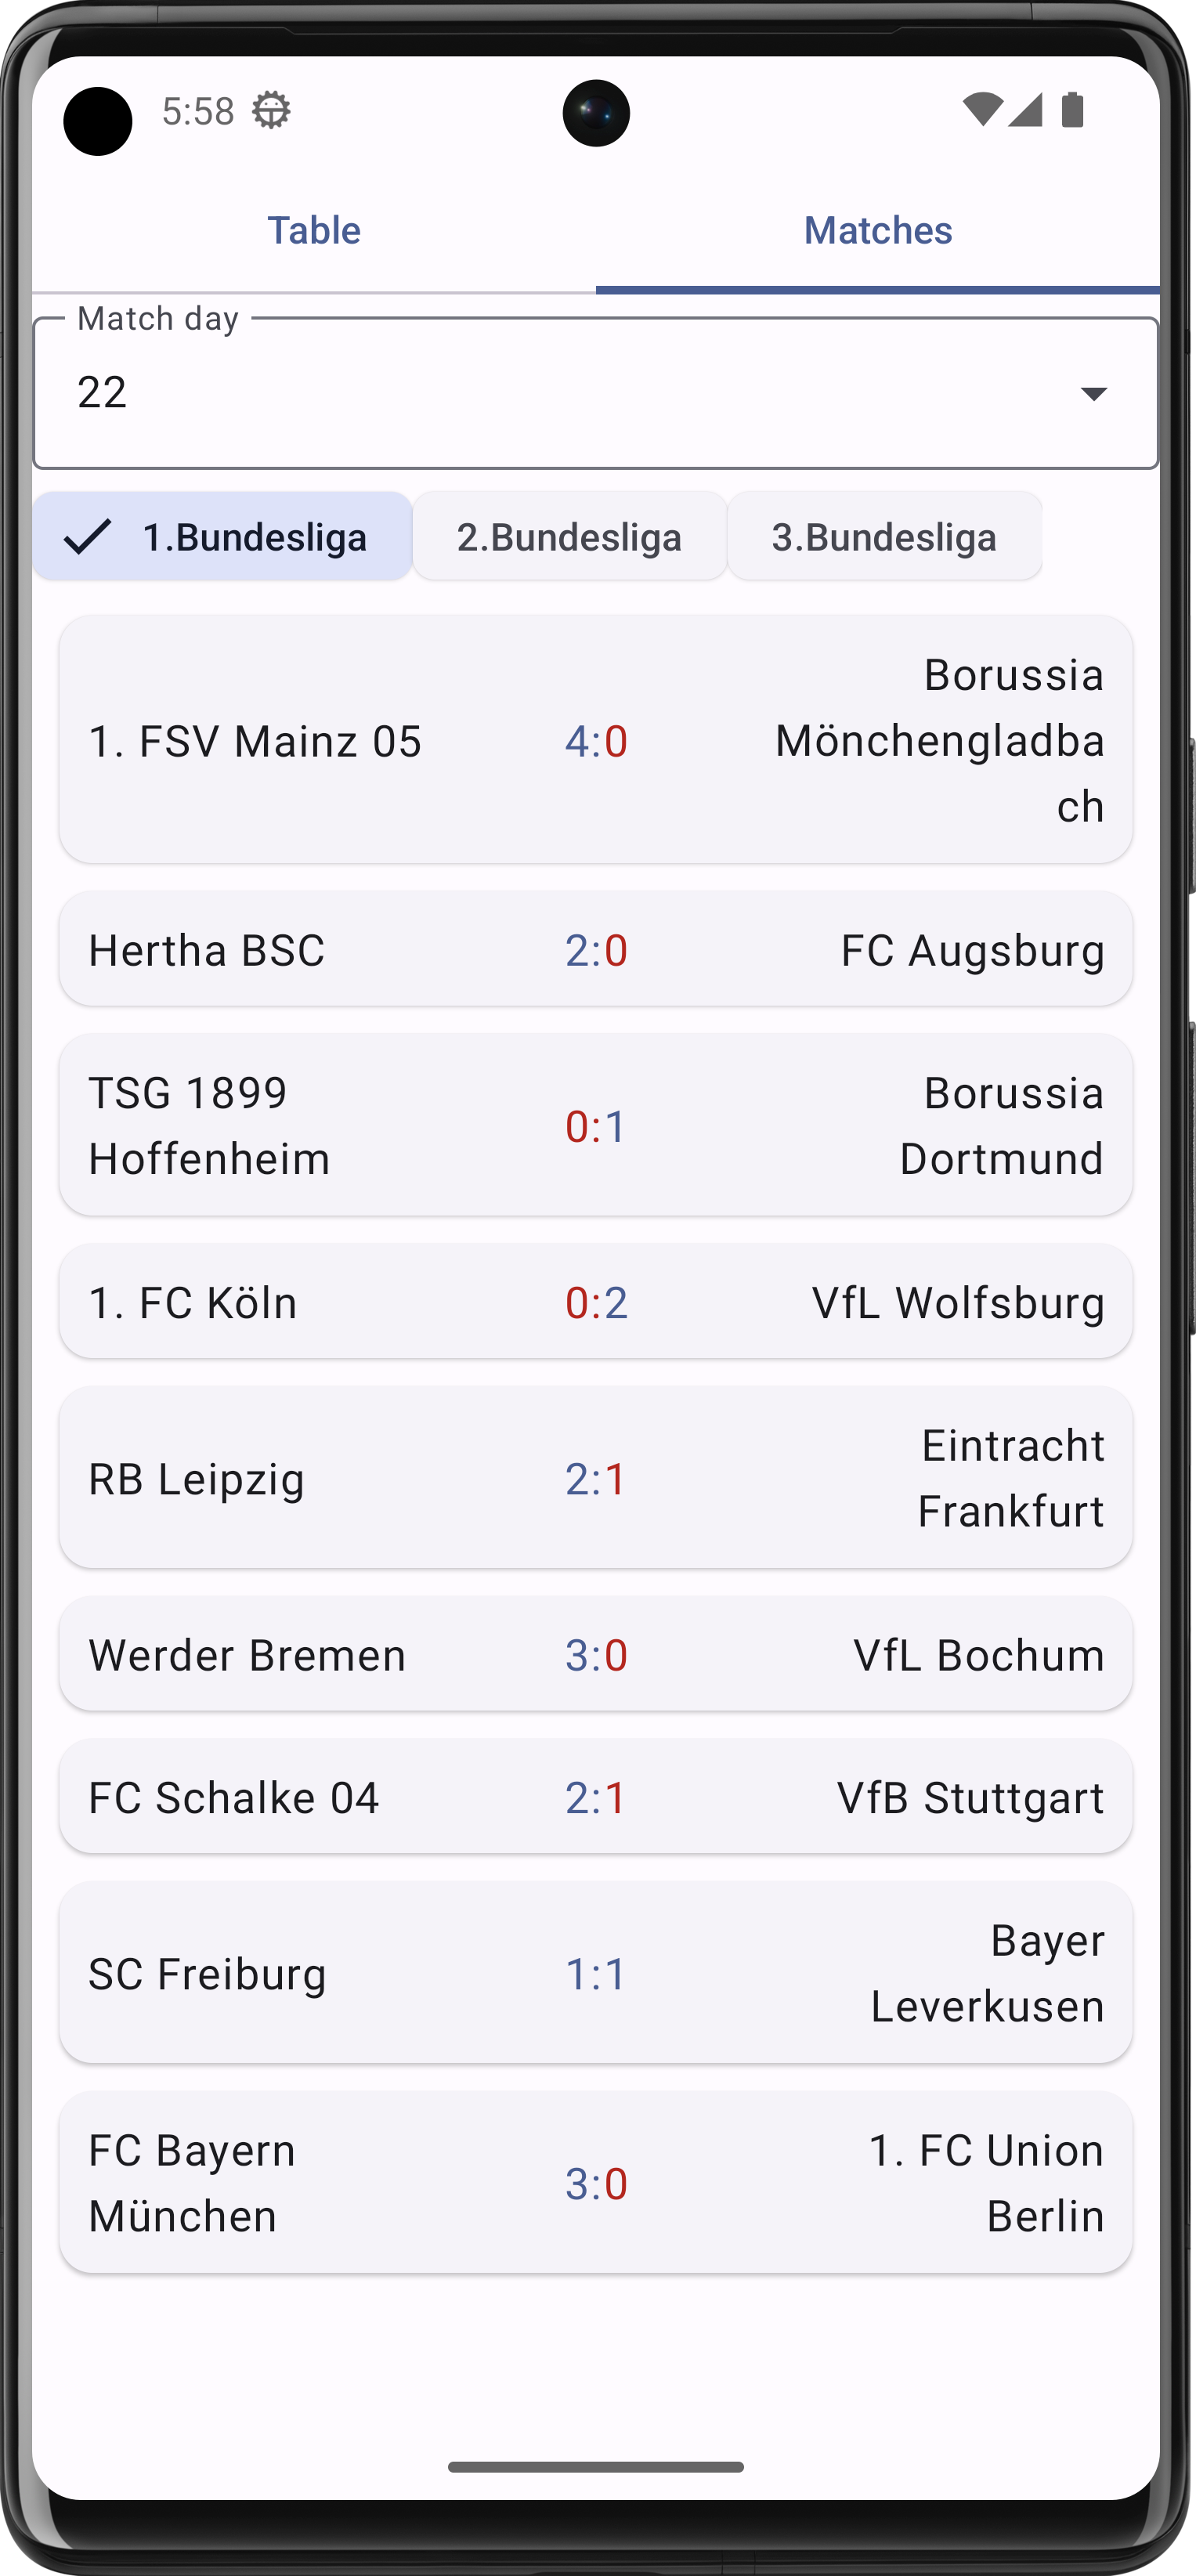 5:58
Table
Matches
Match day
22
1.Bundesliga
2.Bundesliga
3.Bundesliga
1. FSV Mainz 05
4:0
Borussia
Mönchengladba
ch
Hertha BSC
2:0
FC Augsburg
TSG 1899
Hoffenheim
0:1
Borussia
Dortmund
1. FC Köln
0:2
VfL Wolfsburg
RB Leipzig
2:1
Eintracht
Frankfurt
Werder Bremen
3:0
VfL Bochum
FC Schalke 04
2:1
VfB Stuttgart
SC Freiburg
1:1
Bayer
Leverkusen
FC Bayern
München
3:0
1. FC Union
Berlin